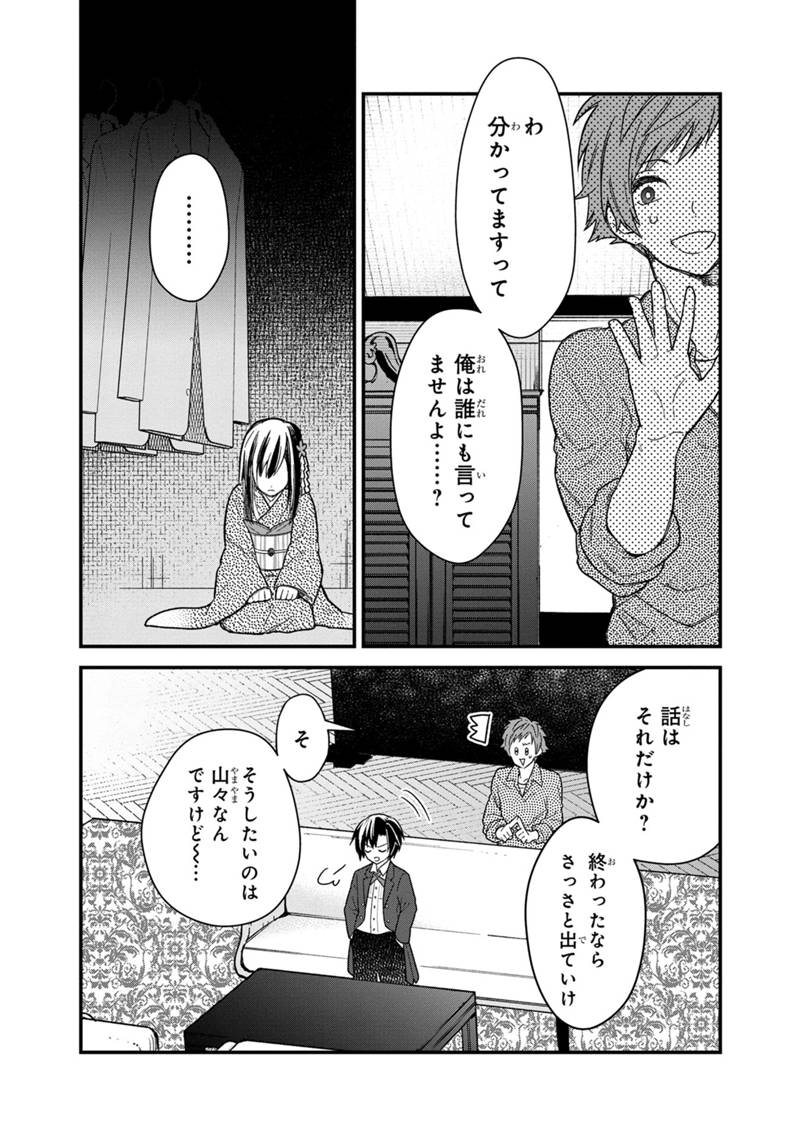 わ
分かってますって
俺は誰にも言って
ませんよ……?
………
話は
それだけか?
終わったなら
さっさと出ていけ
そ
そうしたいのは
山々なん
ですけど〜…